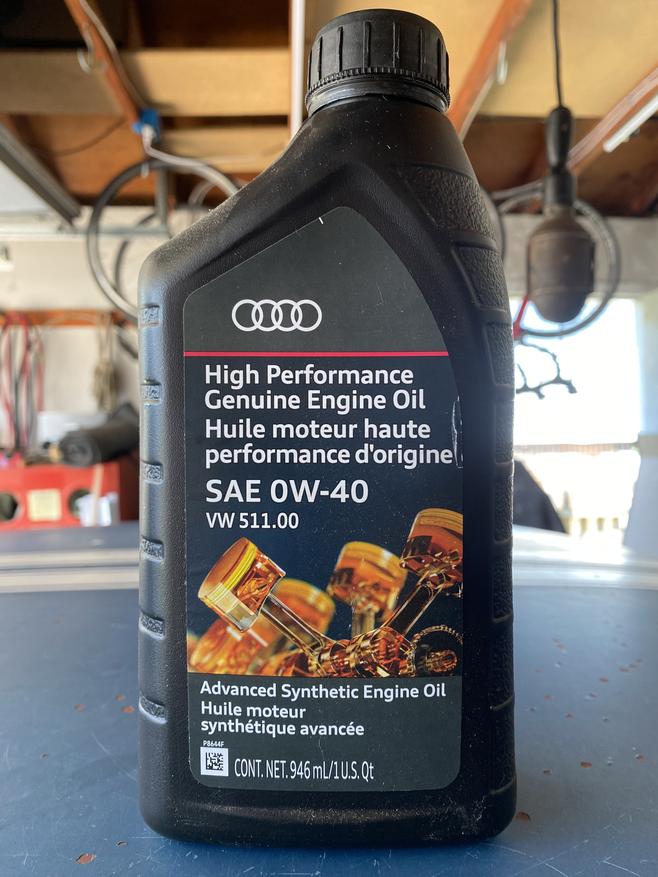 High Performance
Genuine Engine Oil
Huile moteur haute
performance d'origine
SAE 0W-40
VW 511.00
Advanced Synthetic Engine Oil
Huile moteur
synthétique avancée
P8644F
CONT. NET. 946 mL/1 U.S. Qt